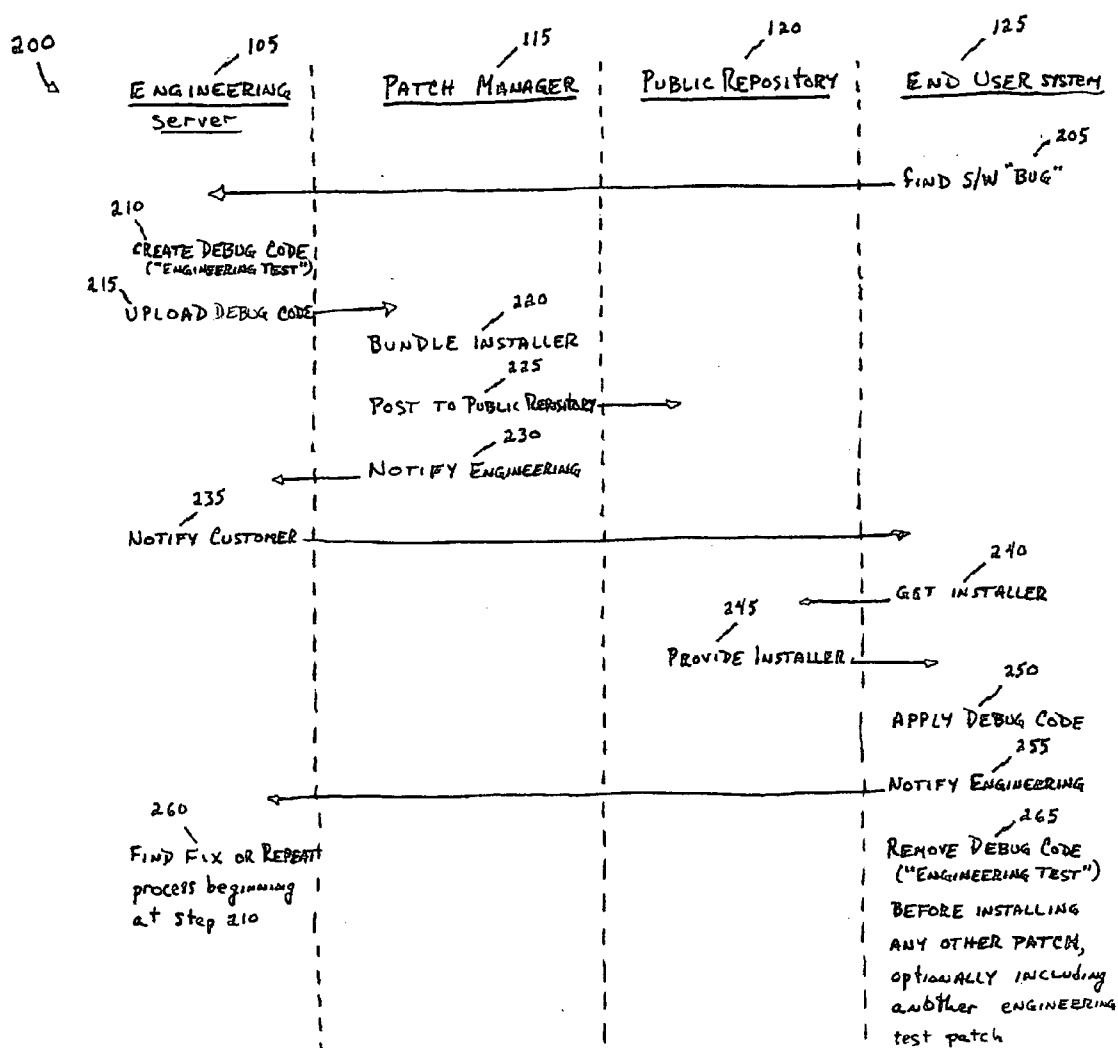 200
105
115
120
125
ENGINEERING
Server
PATCH MANAGER
PUBLIC REPOSITORY
END USER SYSTEM
205
FIND S/W "BUG"
210
CREATE DEBUG CODE
("ENGINEERING TEST")
215
UPLOAD DEBUG CODE
220
BUNDLE INSTALLER
225
POST TO PUBLIC REPOSITORY
230
NOTIFY ENGINEERING
235
NOTIFY CUSTOMER
240
GET INSTALLER
245
PROVIDE INSTALLER
250
APPLY DEBUG CODE
255
NOTIFY ENGINEERING
260
FIND FIX OR REPEAT
process beginning
at step 210
265
REMOVE DEBUG CODE
("ENGINEERING TEST")
BEFORE INSTALLING
ANY OTHER PATCH,
optionally including
another engineering
test patch